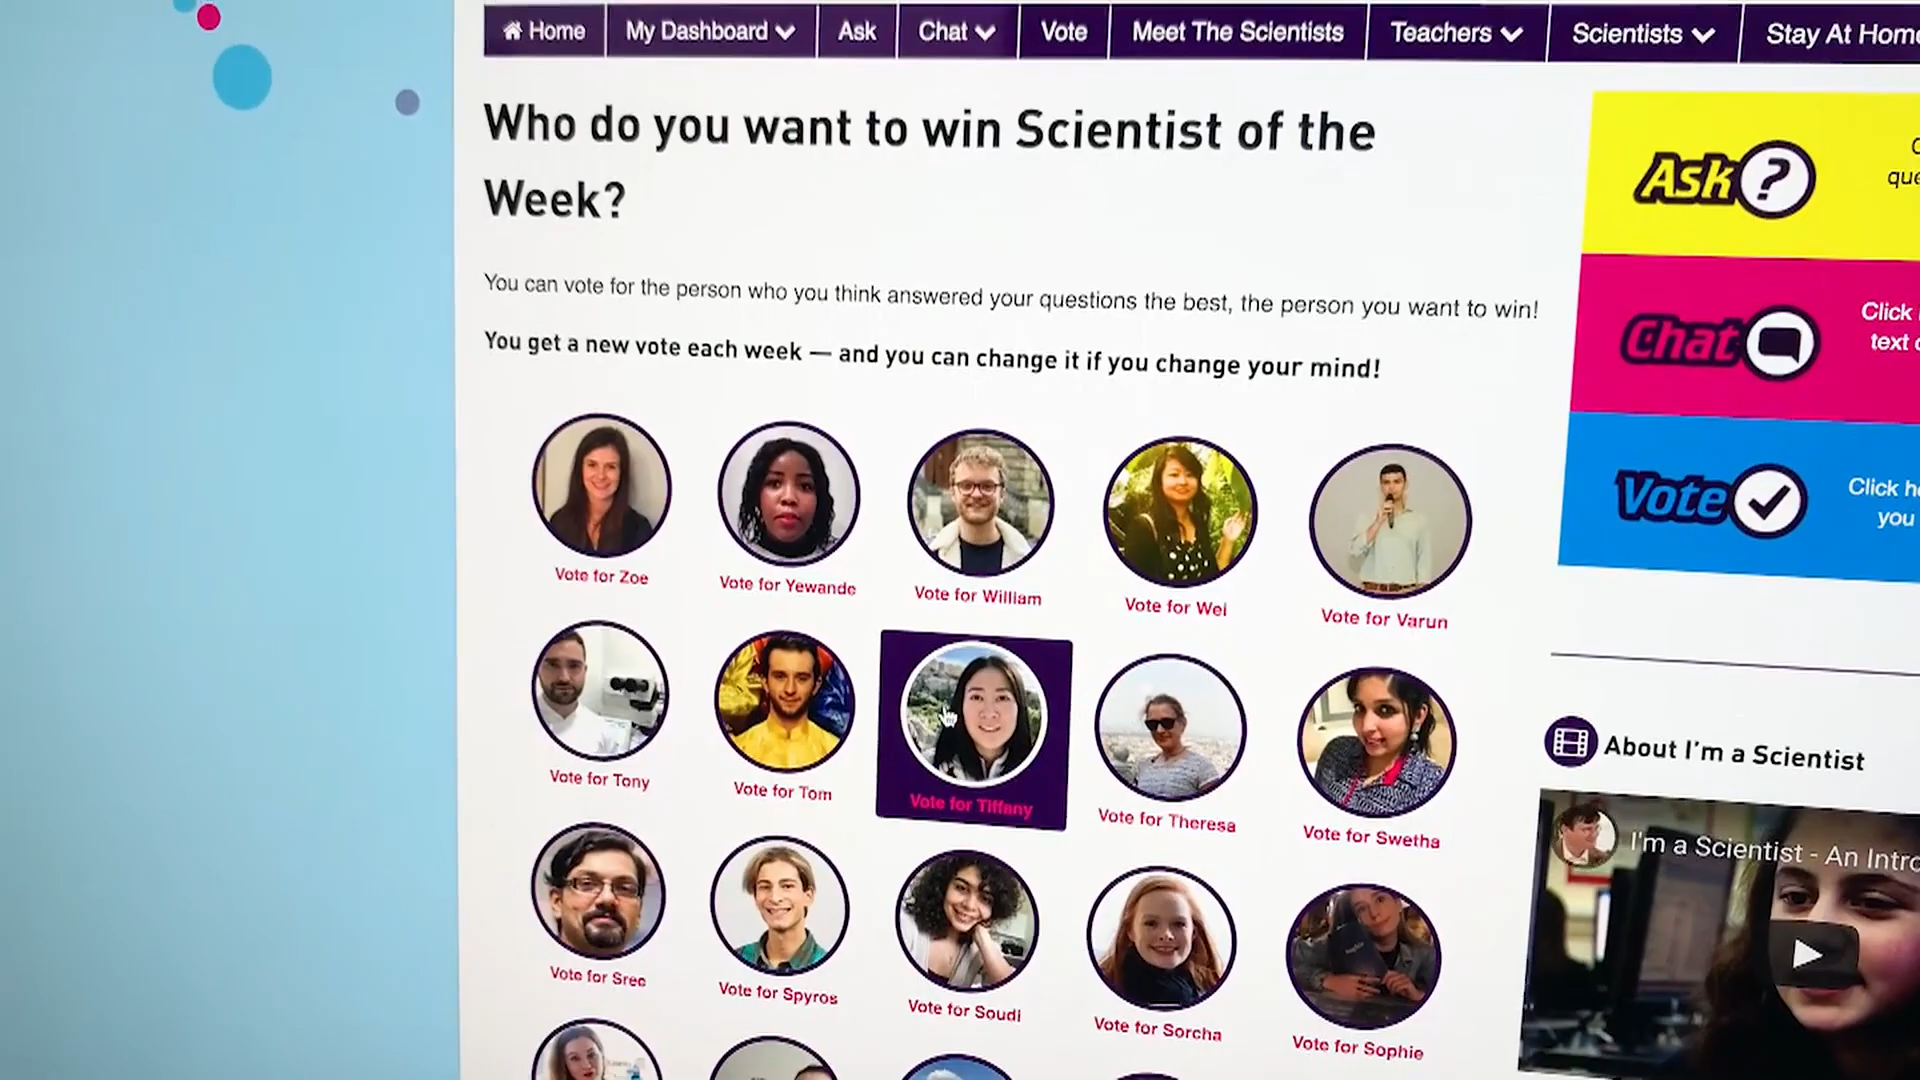 Home My Dashboard Ask Chat Vote Meet The Scientists Teachers Scientists Stay At Home
Who do you want to win Scientist of the
Week?
You can vote for the person who you think answered your questions the best, the person you want to win!
You get a new vote each week — and you can change it if you change your mind!
Vote for Zoe Vote for Yewande Vote for William Vote for Wei Vote for Varun
Vote for Tony Vote for Tom Vote for Tiffany Vote for Theresa Vote for Swetha
Vote for Sree Vote for Spyros Vote for Soudi Vote for Sorcha Vote for Sophie
Ask ?
Chat
Click
text
Vote
Click
you
About I'm a Scientist
I'm a Scientist - An